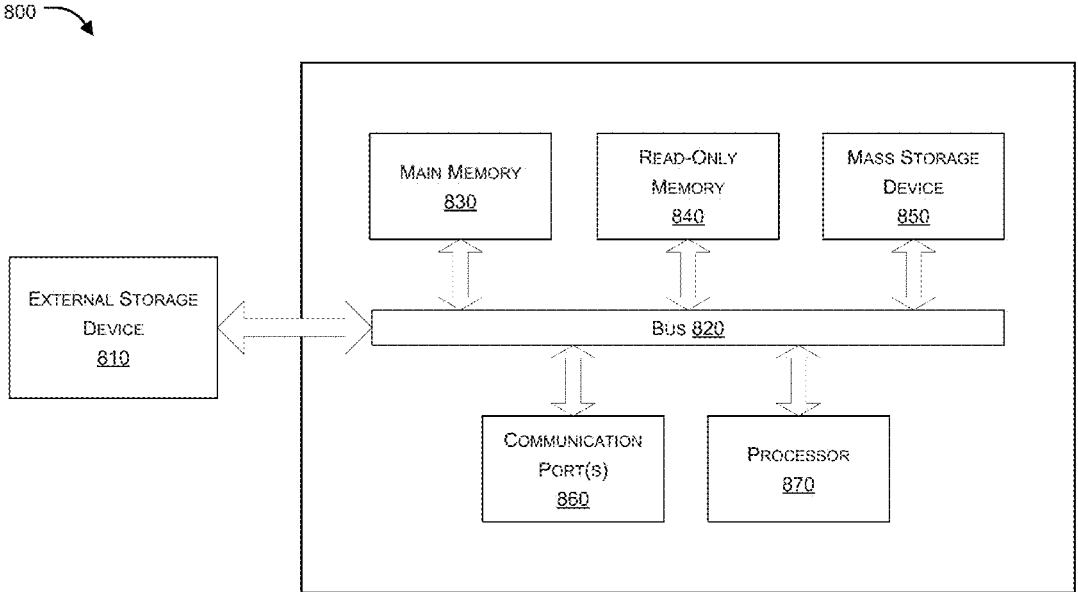 800
MAIN MEMORY
830
READ-ONLY
MEMORY
840
MASS STORAGE
DEVICE
850
EXTERNAL STORAGE
DEVICE
810
BUS 820
COMMUNICATION
PORT(S)
860
PROCESSOR
870